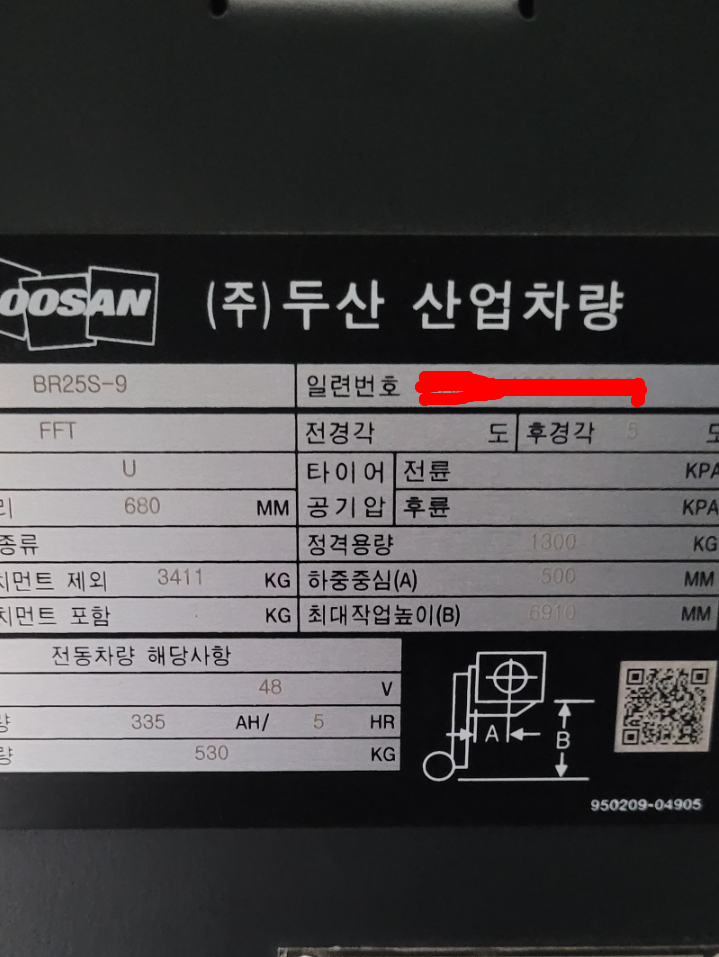 OOSAN (주)두산 산업차량
BR25S-9 일련번호
FFT 전경각 도 후경각 5 도
U 타이어 전륜 KPA
리 680 MM 공기압 후륜 KPA
종류 정격용량 1300 KG
치먼트 제외 3411 KG 하중중심(A) 500 MM
치먼트 포함 KG 최대작업높이(B) 6910 MM
전동차량 해당사항
48 V
량 335 AH/ 5 HR
량 530 KG
A B
950209-04905